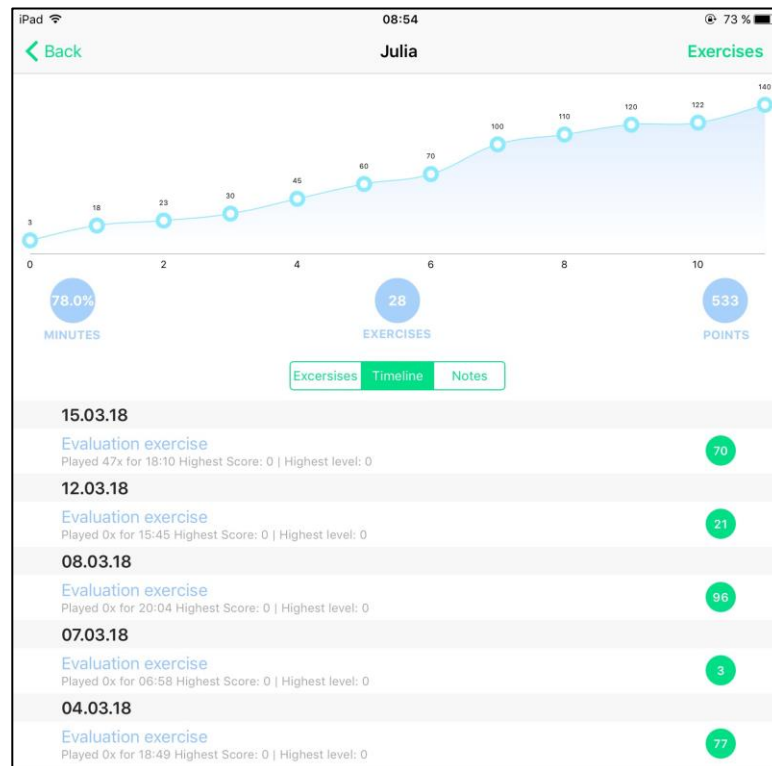 iPad 08:54 73 %
Back Julia Exercises
140
122
120
110
100
70
60
45
30
23
18
3
0 2 4 6 8 10
78.0% 28 533
MINUTES EXERCISES POINTS
Excersises Timeline Notes
15.03.18
Evaluation exercise
Played 47x for 18:10 Highest Score: 0 | Highest level: 0
70
12.03.18
Evaluation exercise
Played 0x for 15:45 Highest Score: 0 | Highest level: 0
21
08.03.18
Evaluation exercise
Played 0x for 20:04 Highest Score: 0 | Highest level: 0
96
07.03.18
Evaluation exercise
Played 0x for 06:58 Highest Score: 0 | Highest level: 0
3
04.03.18
Evaluation exercise
Played 0x for 18:49 Highest Score: 0 | Highest level: 0
77